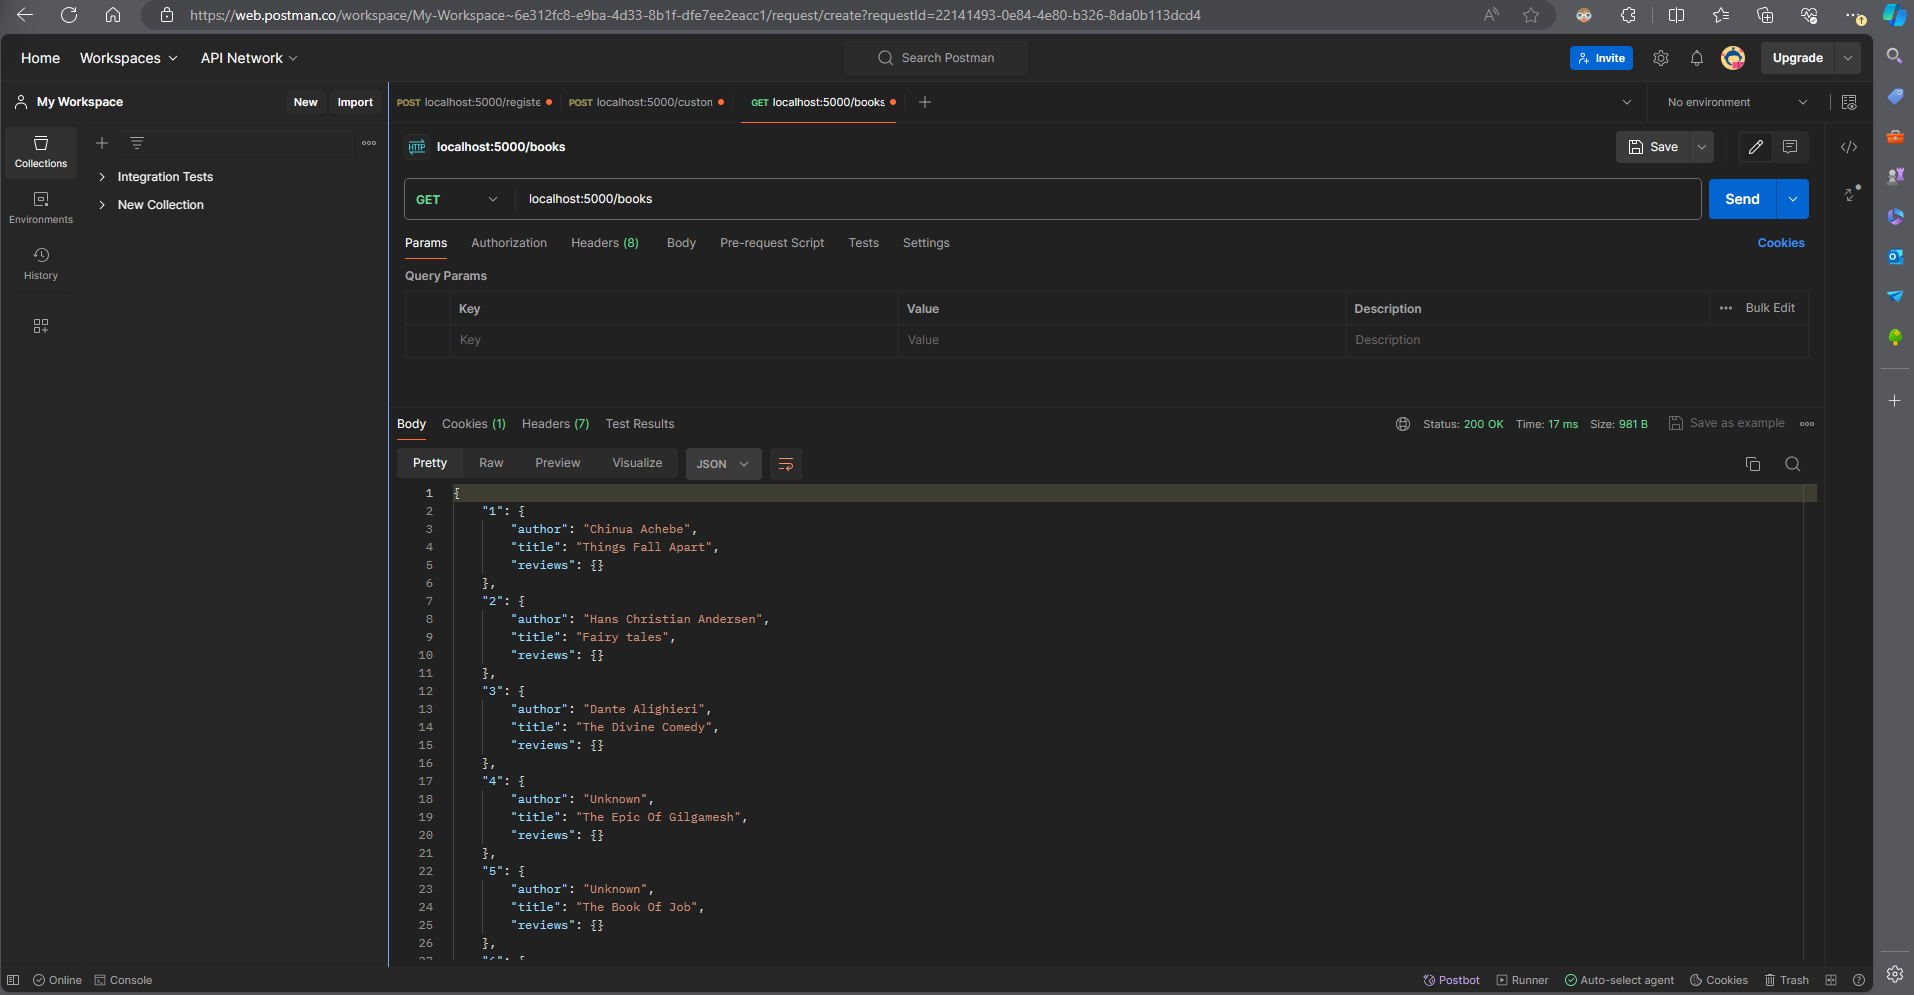 https://web.postman.co/workspace/My-Workspace~6e312fc8-e9ba-4d33-8b1f-dfe7ee2eacc1/request/create?requestId=22141493-0e84-4e80-b326-8da0b113dcd4
Home Workspaces API Network Search Postman Invite Upgrade
My Workspace New Import POST localhost:5000/registe POST localhost:5000/custon GET localhost:5000/books No environment
Collections
Environments
History
Integration Tests
New Collection
HTTP localhost:5000/books Save
GET localhost:5000/books Send
Params Authorization Headers (8) Body Pre-request Script Tests Settings Cookies
Query Params
Key Value Description Bulk Edit
Key Value Description
Body Cookies (1) Headers (7) Test Results Status: 200 OK Time: 17 ms Size: 981 B Save as example
Pretty Raw Preview Visualize JSON
1 {
2 "1": {
3 "author": "Chinua Achebe",
4 "title": "Things Fall Apart",
5 "reviews": {}
6 },
7 "2": {
8 "author": "Hans Christian Andersen",
9 "title": "Fairy tales",
10 "reviews": {}
11 },
12 "3": {
13 "author": "Dante Alighieri",
14 "title": "The Divine Comedy",
15 "reviews": {}
16 },
17 "4": {
18 "author": "Unknown",
19 "title": "The Epic Of Gilgamesh",
20 "reviews": {}
21 },
22 "5": {
23 "author": "Unknown",
24 "title": "The Book Of Job",
25 "reviews": {}
26 },
27 "6": {
Online Console Postbot Runner Auto-select agent Cookies Trash